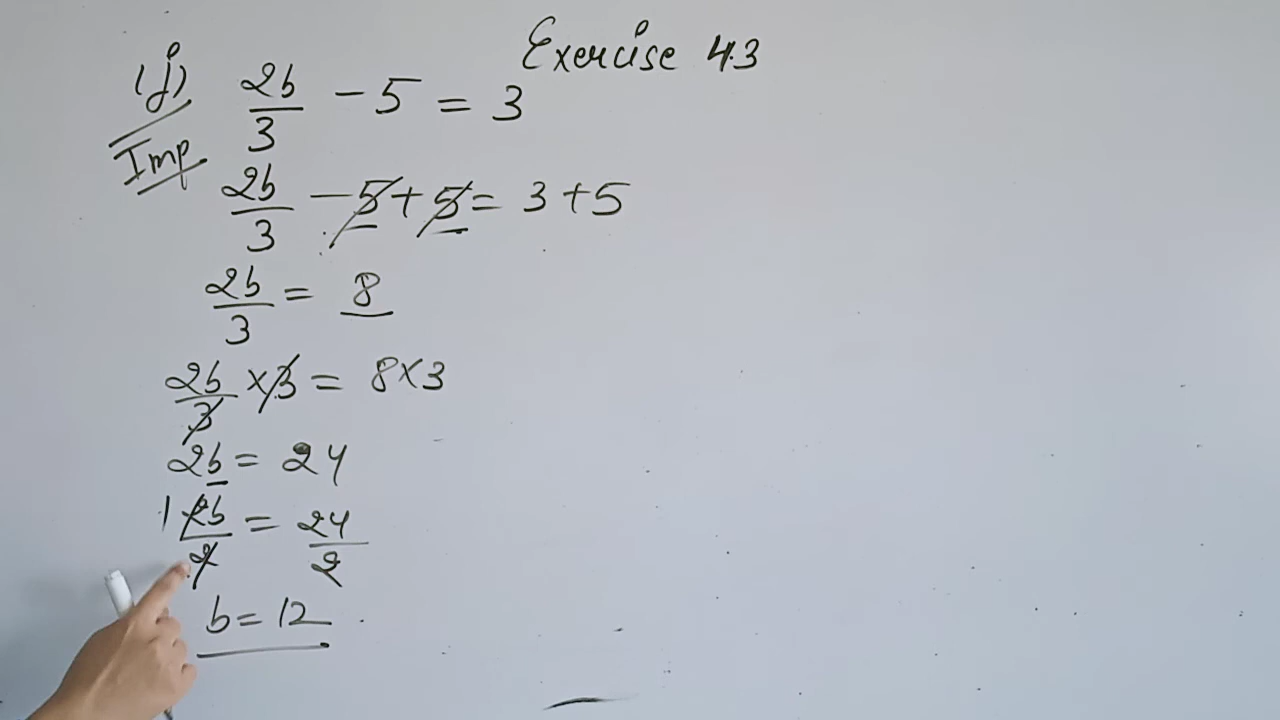 Exercise 4.3
(j) 2b/3 - 5 = 3
Imp
2b/3 - 5 + 5 = 3 + 5
2b/3 = 8
2b/3 × 3 = 8 × 3
2b = 24
1 2b/2 = 24/2
b = 12